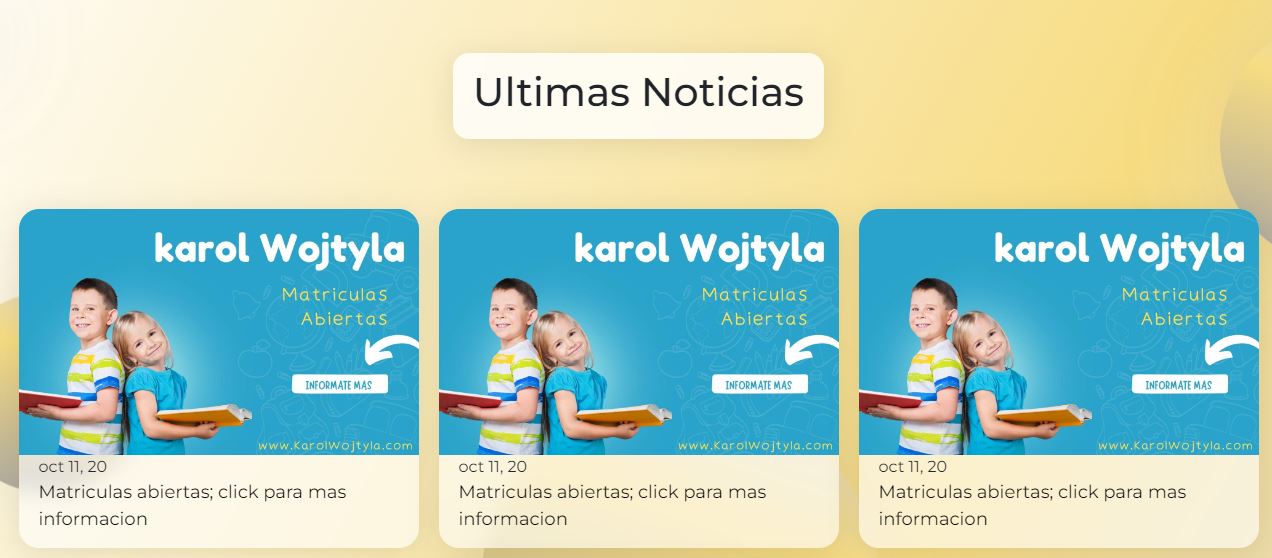 Ultimas Noticias
karol Wojtyla
Matriculas
Abiertas
INFORMATE MAS
www.KarolWojtyla.com
oct 11, 20
Matriculas abiertas; click para mas
informacion
karol Wojtyla
Matriculas
Abiertas
INFORMATE MAS
www.KarolWojtyla.com
oct 11, 20
Matriculas abiertas; click para mas
informacion
karol Wojtyla
Matriculas
Abiertas
INFORMATE MAS
www.KarolWojtyla.com
oct 11, 20
Matriculas abiertas; click para mas
informacion